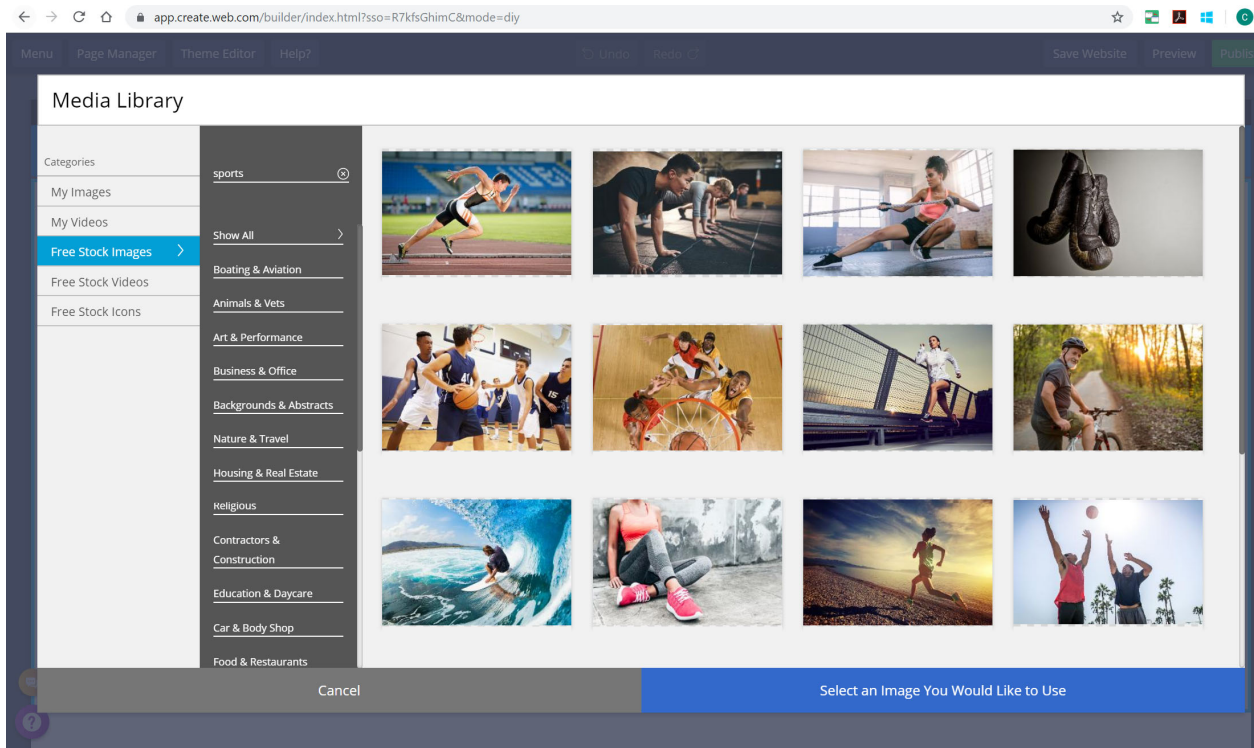 app.create.web.com/builder/index.html?sso=R7kfsGhimC&mode=diy
C
Menu Page Manager Theme Editor Help? Undo Redo Save Website Preview Publis
Media Library
Categories
My Images
My Videos
Free Stock Images
Free Stock Videos
Free Stock Icons
sports
Show All
Boating & Aviation
Animals & Vets
Art & Performance
Business & Office
Backgrounds & Abstracts
Nature & Travel
Housing & Real Estate
Religious
Contractors &
Construction
Education & Daycare
Car & Body Shop
Food & Restaurants
15
Cancel
Select an Image You Would Like to Use
?